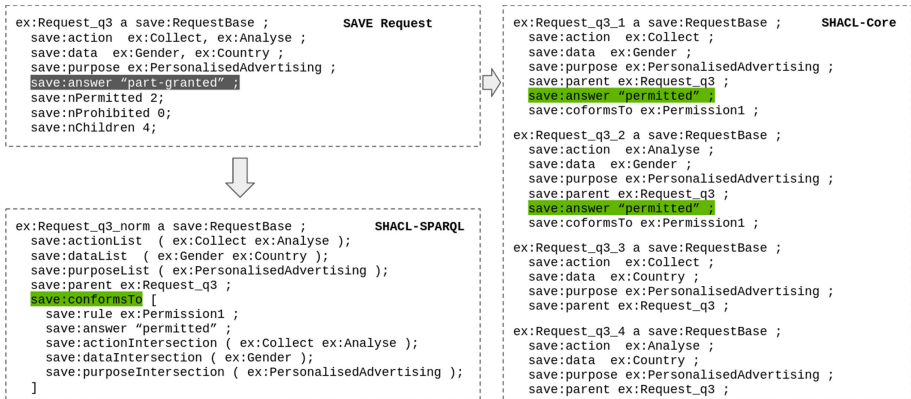 ex:Request_q3 a save:RequestBase ; SAVE Request
save:action ex:Collect, ex:Analyse ;
save:data ex:Gender, ex:Country ;
save:purpose ex:PersonalisedAdvertising ;
save:answer “part-granted” ;
save:nPermitted 2;
save:nProhibited 0;
save:nChildren 4;
ex:Request_q3_norm a save:RequestBase ; SHACL-SPARQL
save:actionList ( ex:Collect ex:Analyse );
save:dataList ( ex:Gender ex:Country );
save:purposeList ( ex:PersonalisedAdvertising );
save:parent ex:Request_q3 ;
save:conformsTo [
save:rule ex:Permission1 ;
save:answer “permitted” ;
save:actionIntersection ( ex:Collect ex:Analyse );
save:dataIntersection ( ex:Gender );
save:purposeIntersection ( ex:PersonalisedAdvertising );
]
ex:Request_q3_1 a save:RequestBase ; SHACL-Core
save:action ex:Collect ;
save:data ex:Gender ;
save:purpose ex:PersonalisedAdvertising ;
save:parent ex:Request_q3 ;
save:answer “permitted” ;
save:coformsTo ex:Permission1 ;
ex:Request_q3_2 a save:RequestBase ;
save:action ex:Analyse ;
save:data ex:Gender ;
save:purpose ex:PersonalisedAdvertising ;
save:parent ex:Request_q3 ;
save:answer “permitted” ;
save:coformsTo ex:Permission1 ;
ex:Request_q3_3 a save:RequestBase ;
save:action ex:Collect ;
save:data ex:Country ;
save:purpose ex:PersonalisedAdvertising ;
save:parent ex:Request_q3 ;
ex:Request_q3_4 a save:RequestBase ;
save:action ex:Analyse ;
save:data ex:Country ;
save:purpose ex:PersonalisedAdvertising ;
save:parent ex:Request_q3 ;